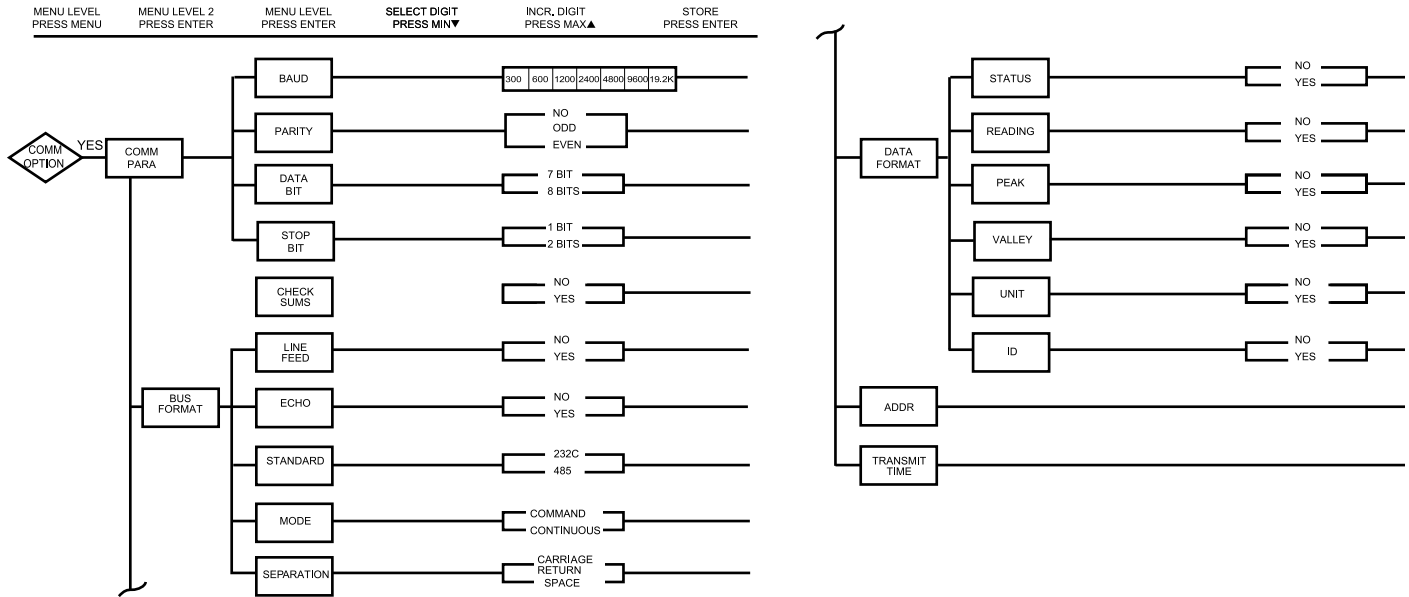 MENU LEVEL
PRESS MENU
MENU LEVEL 2
PRESS ENTER
MENU LEVEL
PRESS ENTER
SELECT DIGIT
PRESS MIN▼
INCR. DIGIT
PRESS MAX▲
STORE
PRESS ENTER
COMM
OPTION
YES
COMM
PARA
BAUD
300 600 1200 2400 4800 9600 19.2K
PARITY
NO
ODD
EVEN
DATA
BIT
7 BIT
8 BITS
STOP
BIT
1 BIT
2 BITS
CHECK
SUMS
NO
YES
BUS
FORMAT
LINE
FEED
NO
YES
ECHO
NO
YES
STANDARD
232C
485
MODE
COMMAND
CONTINUOUS
SEPARATION
CARRIAGE
RETURN
SPACE
DATA
FORMAT
STATUS
NO
YES
READING
NO
YES
PEAK
NO
YES
VALLEY
NO
YES
UNIT
NO
YES
ID
NO
YES
ADDR
TRANSMIT
TIME